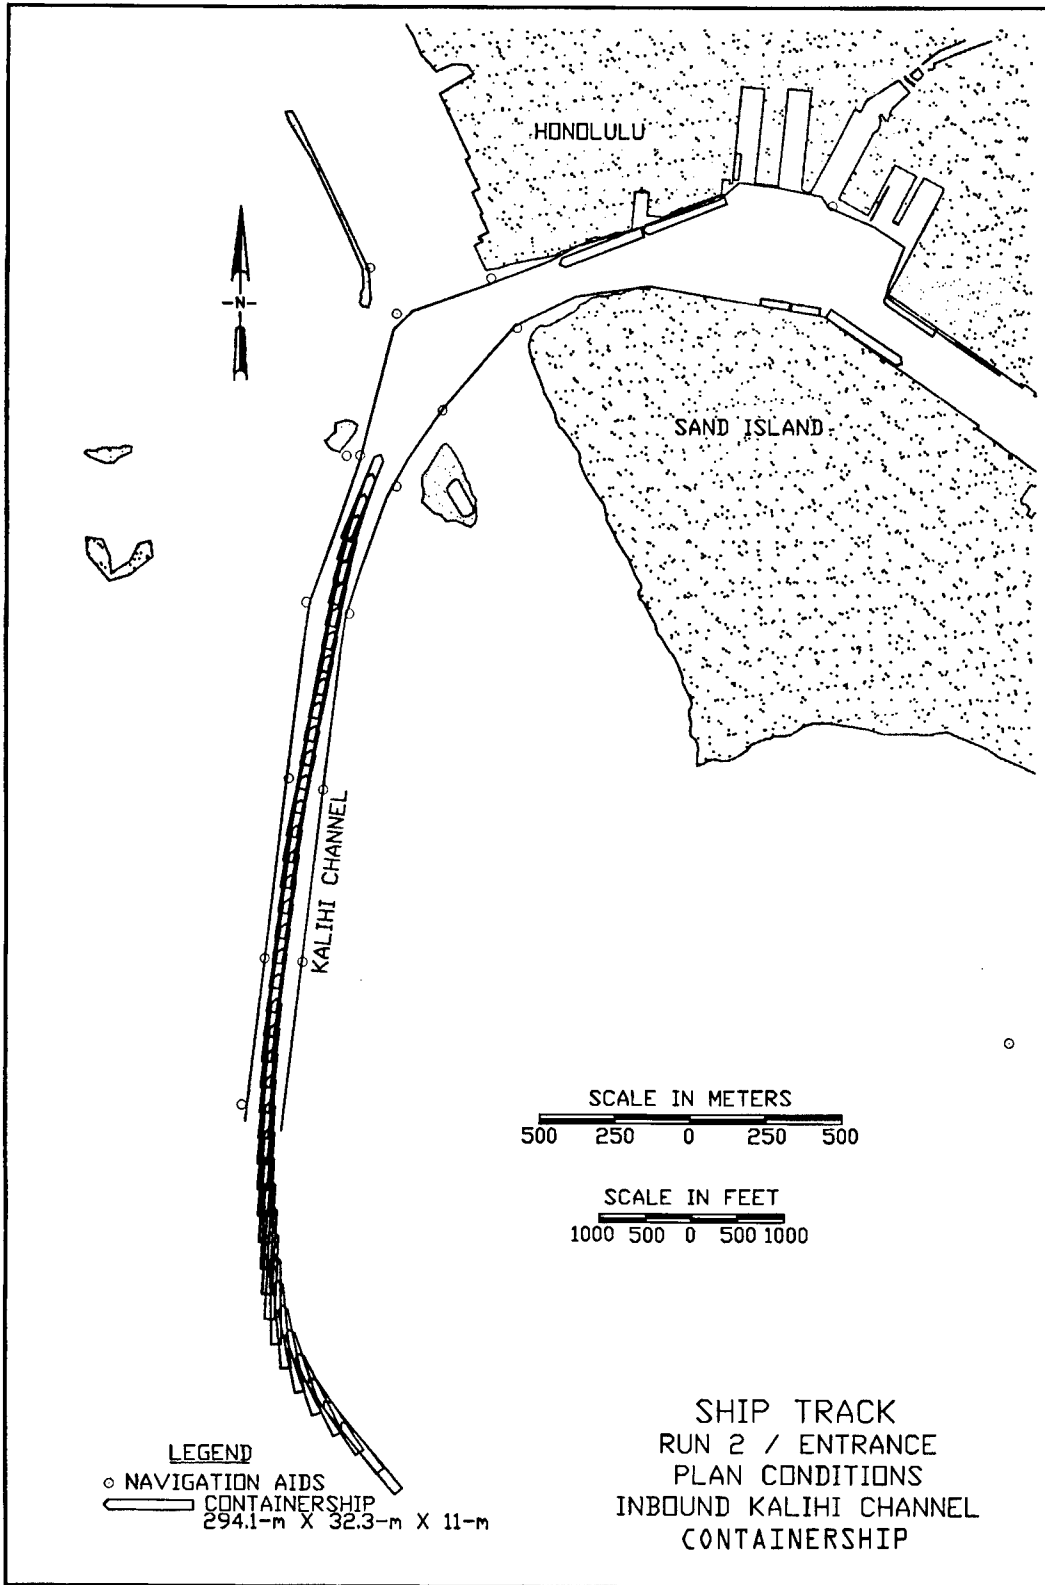 HONOLULU
-N-
SAND ISLAND
KALIHI CHANNEL
SCALE IN METERS
500 250 0 250 500
SCALE IN FEET
1000 500 0 500 1000
LEGEND
NAVIGATION AIDS
CONTAINERSHIP
294.1-m X 32.3-m X 11-m
SHIP TRACK
RUN 2 / ENTRANCE
PLAN CONDITIONS
INBOUND KALIHI CHANNEL
CONTAINERSHIP